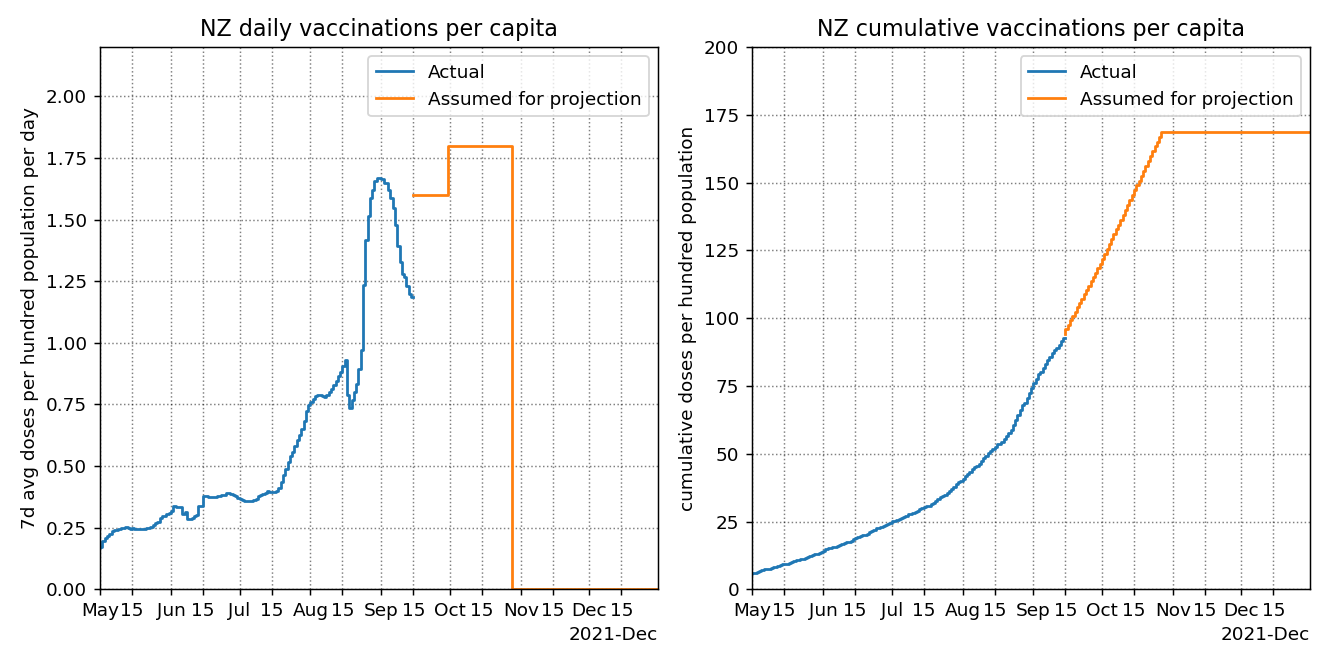 NZ daily vaccinations per capita
7d avg doses per hundred population per day
2.00
1.75
1.50
1.25
1.00
0.75
0.50
0.25
0.00
Actual
Assumed for projection
May 15 Jun 15 Jul 15 Aug 15 Sep 15 Oct 15 Nov 15 Dec 15
2021-Dec
NZ cumulative vaccinations per capita
cumulative doses per hundred population
200
175
150
125
100
75
50
25
0
Actual
Assumed for projection
May 15 Jun 15 Jul 15 Aug 15 Sep 15 Oct 15 Nov 15 Dec 15
2021-Dec